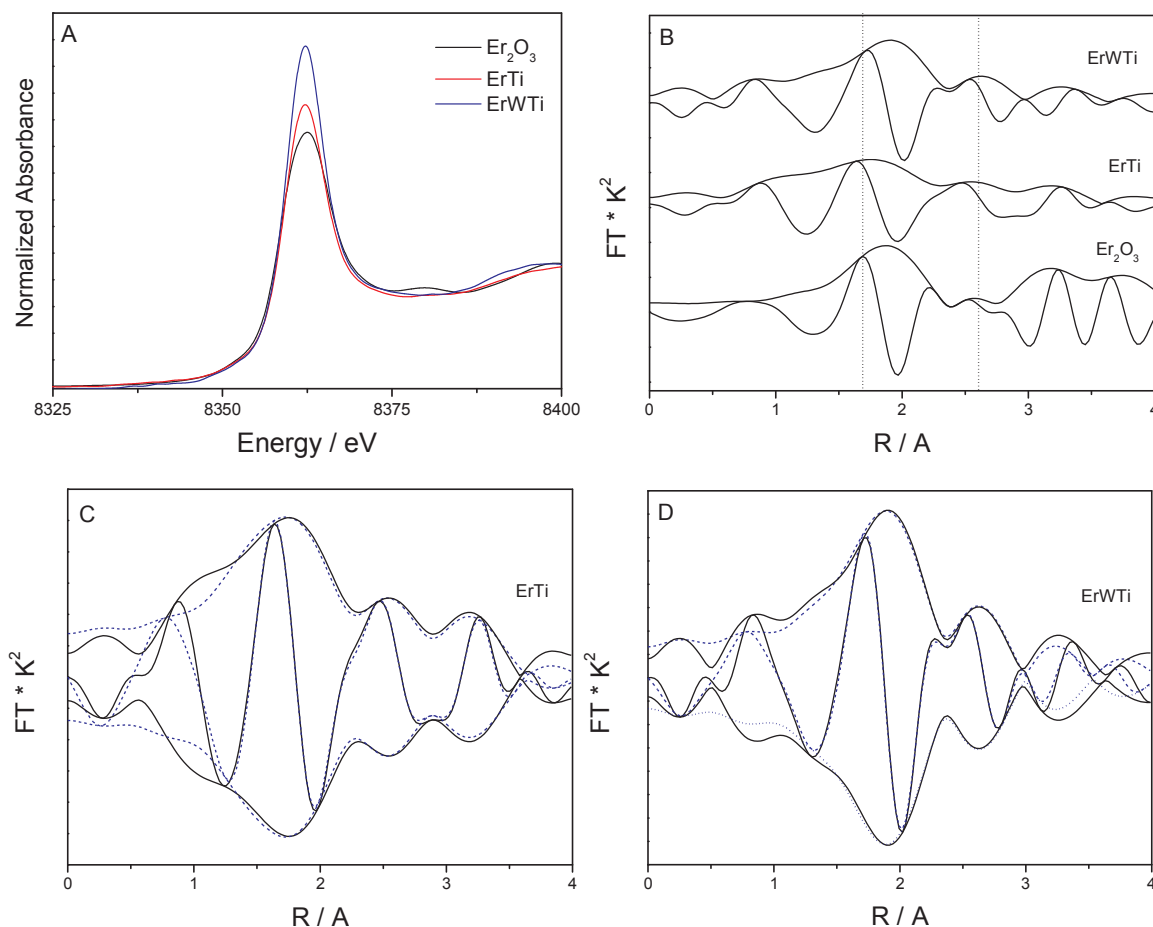 A
Er₂O₃
ErTi
ErWTi
Normalized Absorbance
8325
8350
8375
8400
Energy / eV
B
ErWTi
ErTi
Er₂O₃
FT * K²
0
1
2
3
4
R / A
C
ErTi
FT * K²
0
1
2
3
4
R / A
D
ErWTi
FT * K²
0
1
2
3
4
R / A